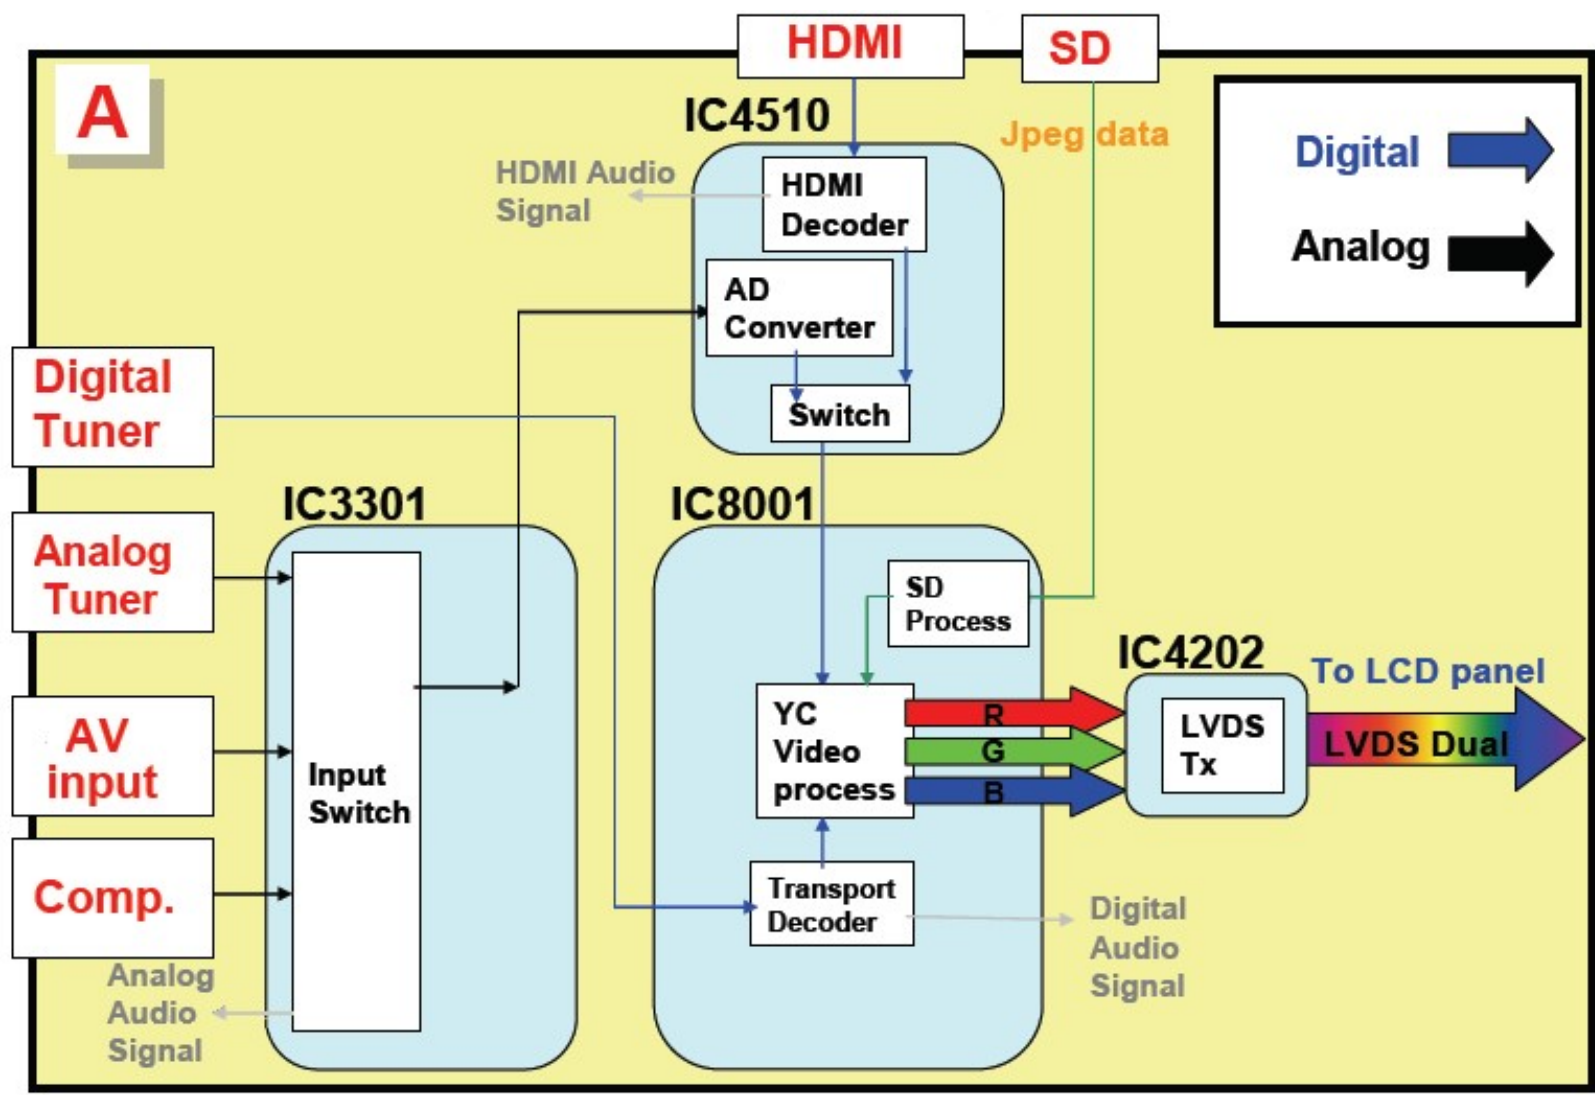 HDMI
SD
A
IC4510
Jpeg data
Digital
Analog
HDMI Audio
Signal
HDMI
Decoder
AD
Converter
Switch
Digital
Tuner
IC3301
IC8001
Analog
Tuner
SD
Process
IC4202
To LCD panel
AV
input
Input
Switch
YC
Video
process
R
G
B
LVDS
Tx
LVDS Dual
Comp.
Transport
Decoder
Digital
Audio
Signal
Analog
Audio
Signal